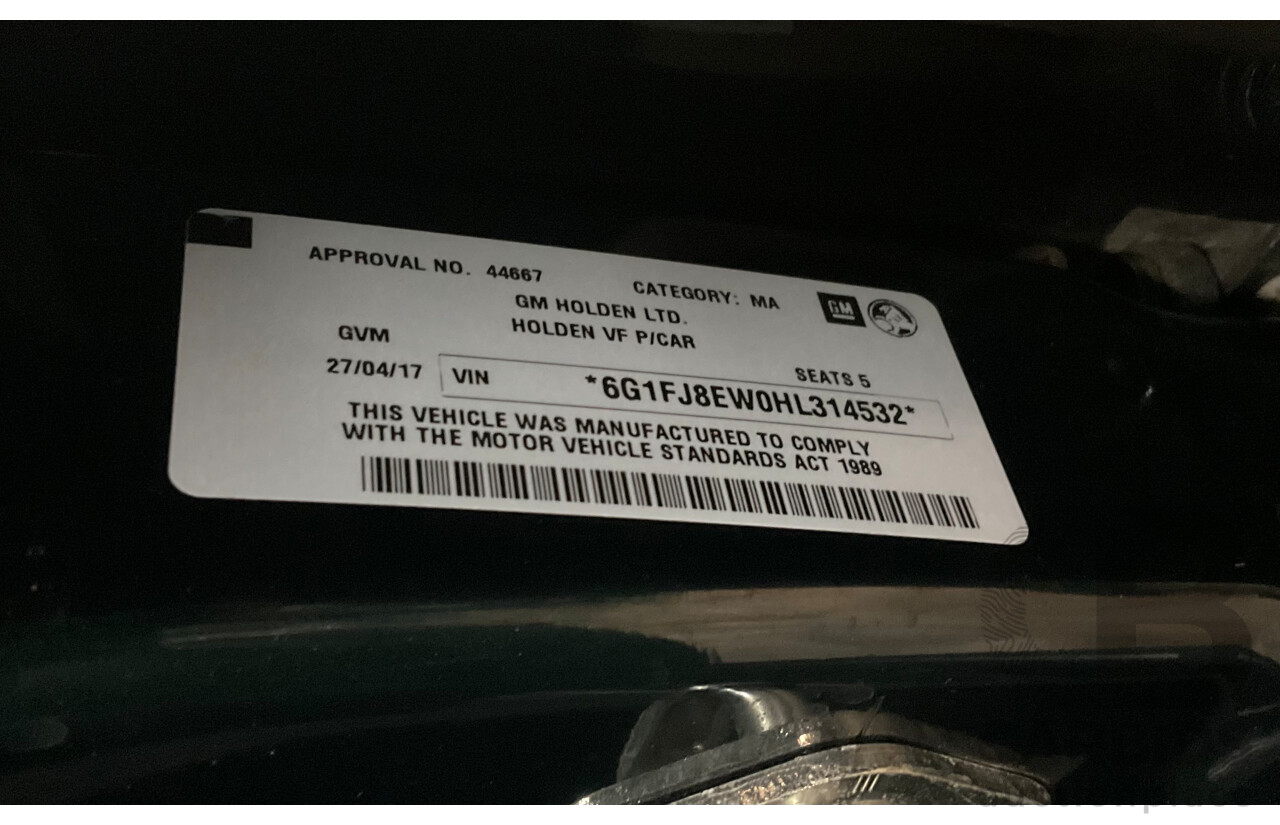 APPROVAL NO. 44667
CATEGORY: MA
GM
GM HOLDEN LTD.
HOLDEN VF P/CAR
GVM
SEATS 5
27/04/17
VIN
*6G1FJ8EW0HL314532*
THIS VEHICLE WAS MANUFACTURED TO COMPLY
WITH THE MOTOR VEHICLE STANDARDS ACT 1989